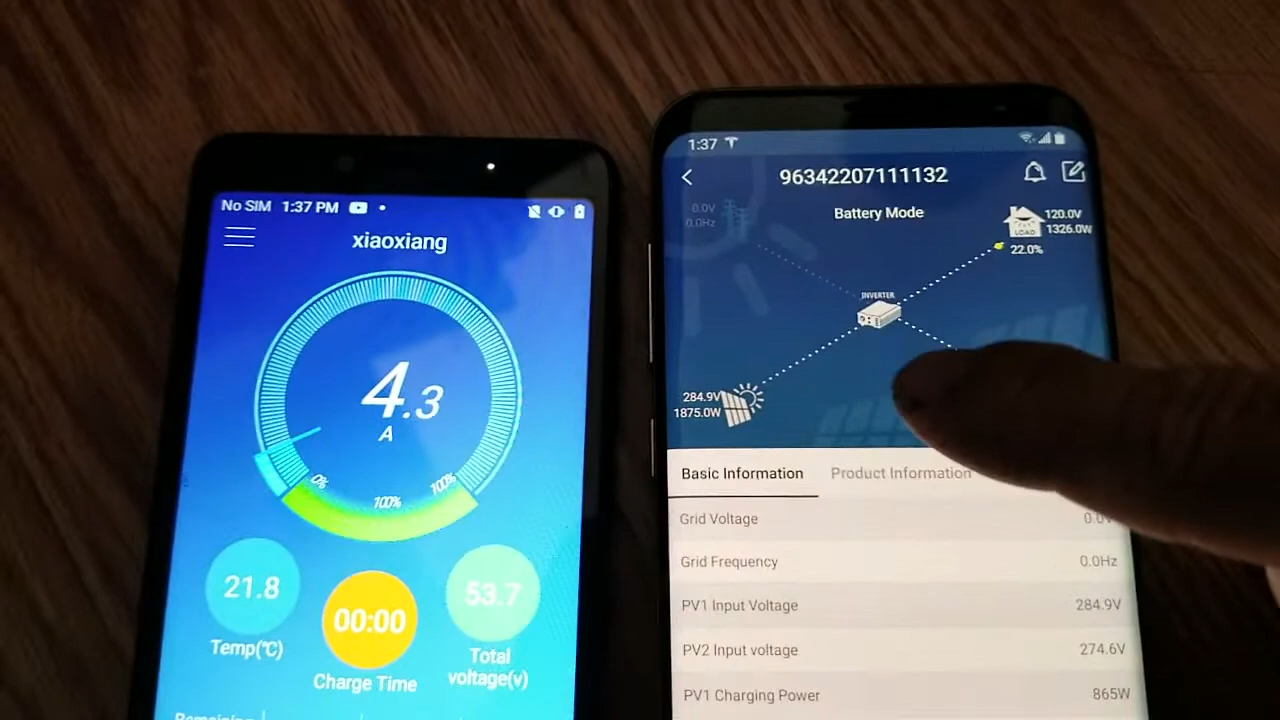 No SIM 1:37 PM
xiaoxiang
4.3
A
0%
100%
100%
21.8
Temp(℃)
00:00
Charge Time
53.7
Total
voltage(v)
1:37
96342207111132
0.0V
0.0Hz
Battery Mode
LOAD
120.0V
1326.0W
22.0%
INVERTER
284.9V
1875.0W
Basic Information
Product Information
Grid Voltage
0.0V
Grid Frequency
0.0Hz
PV1 Input Voltage
284.9V
PV2 Input voltage
274.6V
PV1 Charging Power
865W